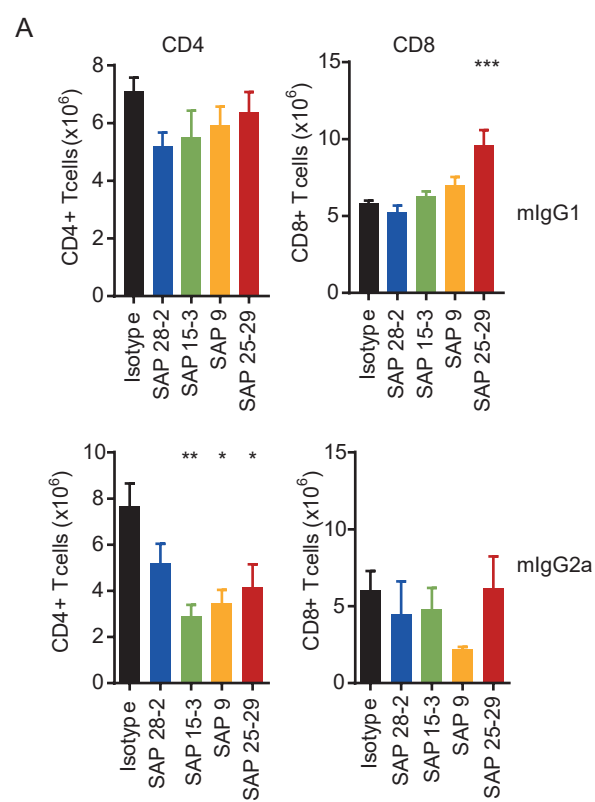 A
CD4
CD8
CD4+ Tcells (x10⁶)
8
6
4
2
0
Isotype
SAP 28-2
SAP 15-3
SAP 9
SAP 25-29
CD8+ T cells (x10⁶)
15
10
5
0
***
Isotype
SAP 28-2
SAP 15-3
SAP 9
SAP 25-29
mIgG1
CD4+ Tcells (x10⁶)
10
8
6
4
2
0
**
*
*
Isotype
SAP 28-2
SAP 15-3
SAP 9
SAP 25-29
CD8+ Tcells (x10⁶)
15
10
5
0
Isotype
SAP 28-2
SAP 15-3
SAP 9
SAP 25-29
mIgG2a